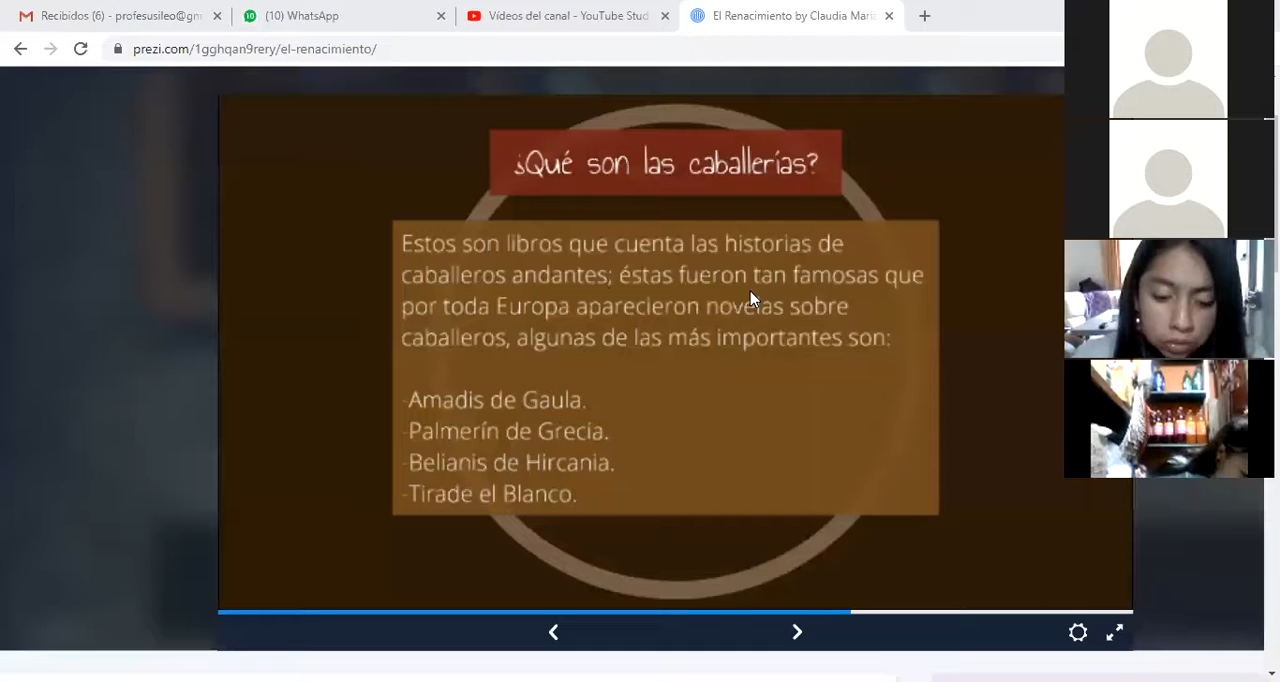 Recibidos (6) - profesusileo@gm
(10) WhatsApp
Vídeos del canal - YouTube Stud
El Renacimiento by Claudia Maria
prezi.com/1gghqan9rery/el-renacimiento/
¿Qué son las caballerías?
Estos son libros que cuenta las historias de
caballeros andantes; éstas fueron tan famosas que
por toda Europa aparecieron novelas sobre
caballeros, algunas de las más importantes son:
-Amadis de Gaula.
-Palmerín de Grecia.
-Belianis de Hircania.
-Tirade el Blanco.